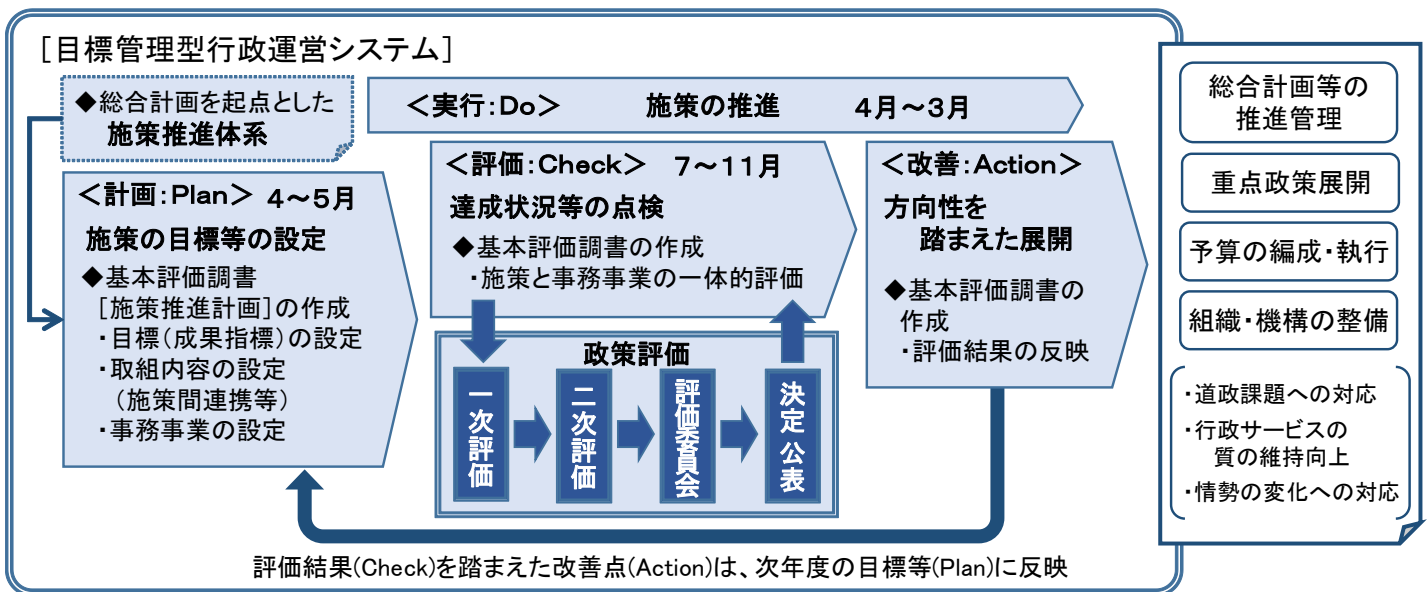 [目標管理型行政運営システム]
◆総合計画を起点とした
施策推進体系
＜実行：Do＞　施策の推進　４月～３月
＜計画：Plan＞ ４～５月
施策の目標等の設定
◆基本評価調書
[施策推進計画]の作成
・目標（成果指標）の設定
・取組内容の設定
（施策間連携等）
・事務事業の設定
＜評価：Check＞ ７～１１月
達成状況等の点検
◆基本評価調書の作成
・施策と事務事業の一体的評価
政策評価
一次評価
二次評価
評価委員会
決定公表
＜改善：Action＞
方向性を
踏まえた展開
◆基本評価調書の
作成
・評価結果の反映
評価結果(Check)を踏まえた改善点(Action)は、次年度の目標等(Plan)に反映
総合計画等の
推進管理
重点政策展開
予算の編成・執行
組織・機構の整備
・道政課題への対応
・行政サービスの
質の維持向上
・情勢の変化への対応